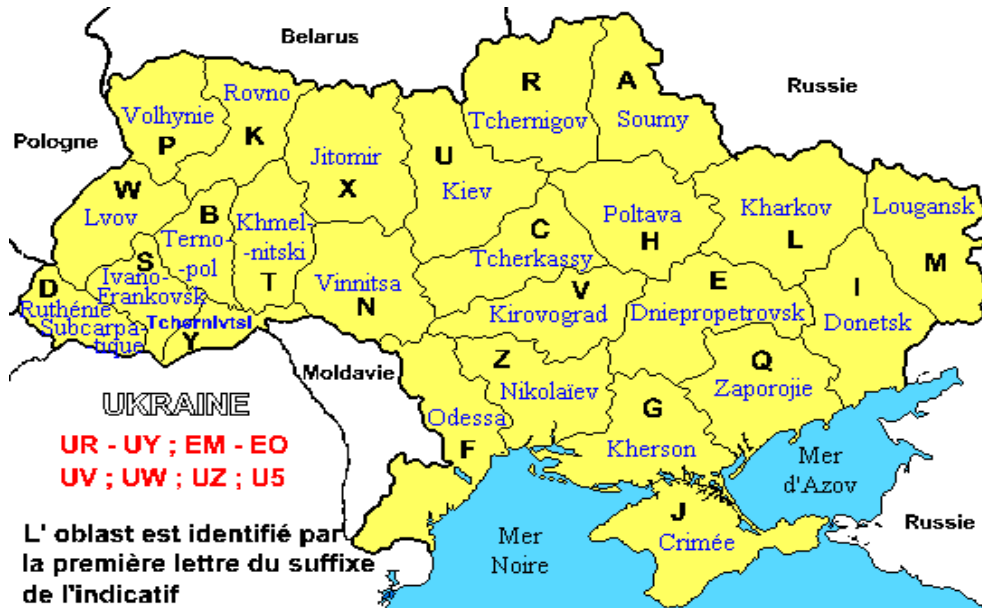 Belarus
Russie
Pologne
R
Tchernigov
A
Soumy
Rovno
K
Volhynie
P
Jitomir
X
U
Kiev
W
Lvov
B
Terno-
-pol
Khmel-
-nitski
T
C
Tcherkassy
Poltava
H
Kharkov
L
Lougansk
M
S
Ivano-
Frankovsk
D
Ruthénie
Subcarpa-
tique
Tchernivtsi
Y
Vinnitsa
N
V
Kirovograd
E
Dniepropetrovsk
I
Donetsk
Moldavie
Z
Nikolaïev
Q
Zaporojie
G
Kherson
Odessa
F
UKRAINE
UR - UY ; EM - EO
UV ; UW ; UZ ; U5
Mer
d'Azov
J
Crimée
Russie
Mer
Noire
L' oblast est identifié par
la première lettre du suffixe
de l'indicatif